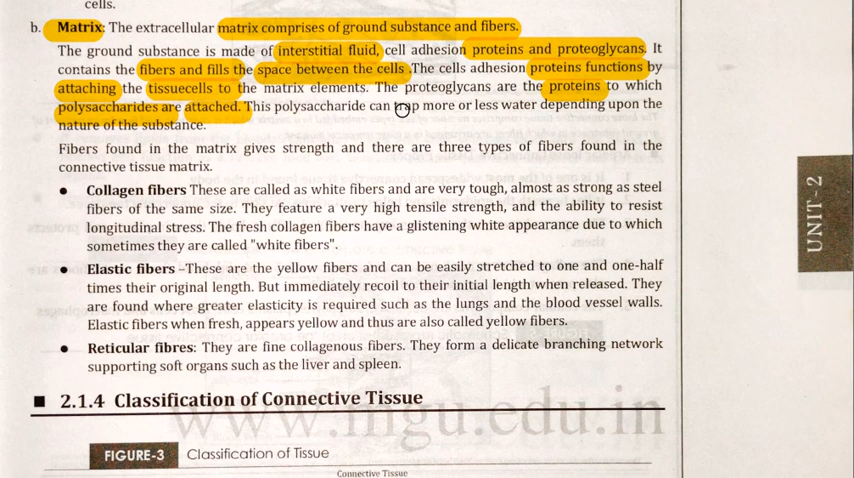 cells.
b. Matrix: The extracellular matrix comprises of ground substance and fibers.
The ground substance is made of interstitial fluid, cell adhesion proteins and proteoglycans. It
contains the fibers and fills the space between the cells .The cells adhesion proteins functions by
attaching the tissuecells to the matrix elements. The proteoglycans are the proteins to which
polysaccharides are attached. This polysaccharide can trap more or less water depending upon the
nature of the substance.
Fibers found in the matrix gives strength and there are three types of fibers found in the
connective tissue matrix.
● Collagen fibers These are called as white fibers and are very tough, almost as strong as steel
fibers of the same size. They feature a very high tensile strength, and the ability to resist
longitudinal stress. The fresh collagen fibers have a glistening white appearance due to which
sometimes they are called "white fibers".
● Elastic fibers –These are the yellow fibers and can be easily stretched to one and one-half
times their original length. But immediately recoil to their initial length when released. They
are found where greater elasticity is required such as the lungs and the blood vessel walls.
Elastic fibers when fresh, appears yellow and thus are also called yellow fibers.
● Reticular fibres: They are fine collagenous fibers. They form a delicate branching network
supporting soft organs such as the liver and spleen.
■ 2.1.4 Classification of Connective Tissue
www.mgu.edu.in
FIGURE-3 Classification of Tissue
Connective Tissue
UNIT-2